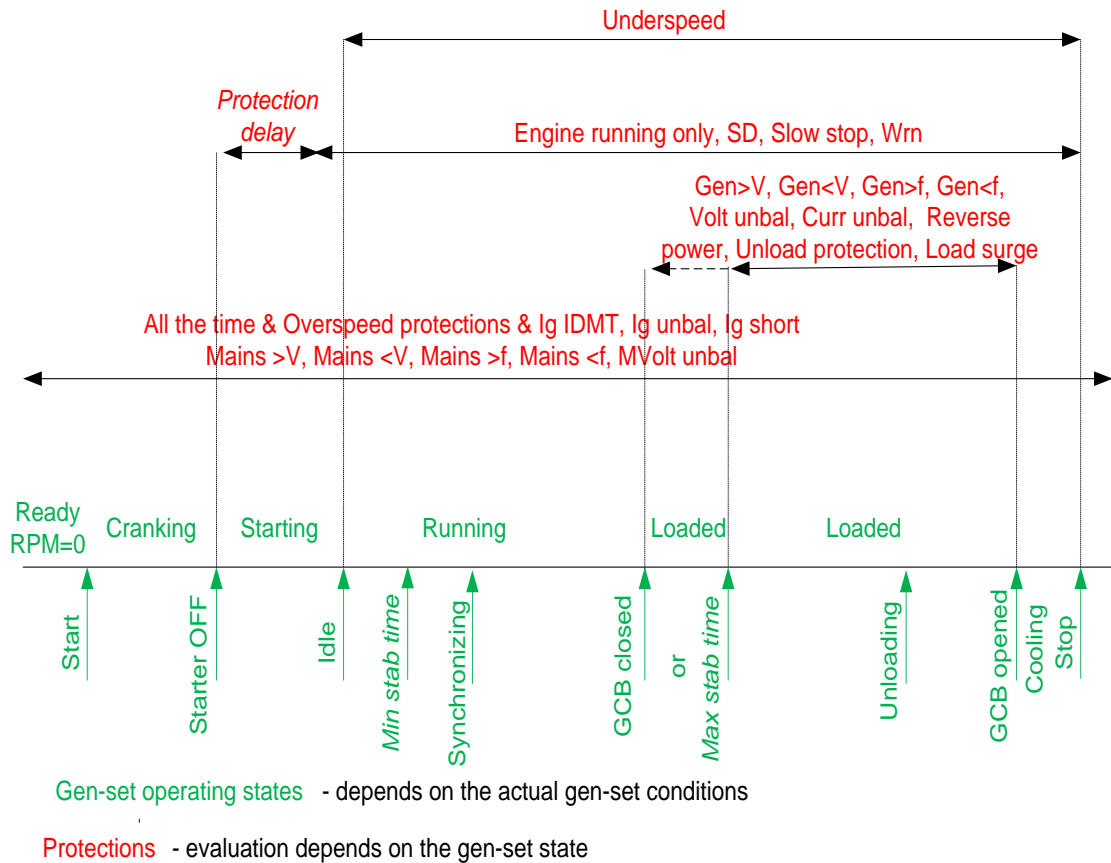 Underspeed
Protection
delay
Engine running only, SD, Slow stop, Wrn
Gen>V, Gen<V, Gen>f, Gen<f,
Volt unbal, Curr unbal, Reverse
power, Unload protection, Load surge
All the time & Overspeed protections & Ig IDMT, Ig unbal, Ig short
Mains >V, Mains <V, Mains >f, Mains <f, MVolt unbal
Ready
RPM=0
Cranking
Starting
Running
Loaded
Loaded
Start
Starter OFF
Idle
Min stab time
Synchronizing
GCB closed
or
Max stab time
Unloading
GCB opened
Cooling
Stop
Gen-set operating states - depends on the actual gen-set conditions
Protections - evaluation depends on the gen-set state